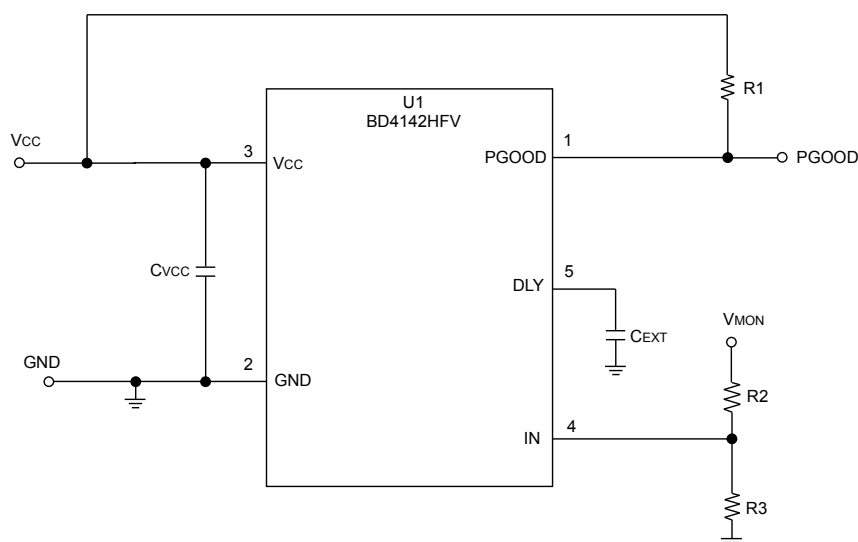 U1
BD4142HFV
R1
VCC
3
VCC
PGOOD
1
PGOOD
CVCC
DLY
5
CEXT
VMON
GND
2
GND
R2
IN
4
R3